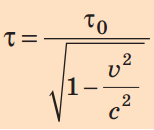 τ = τ₀ / √(1 − v²/c²)